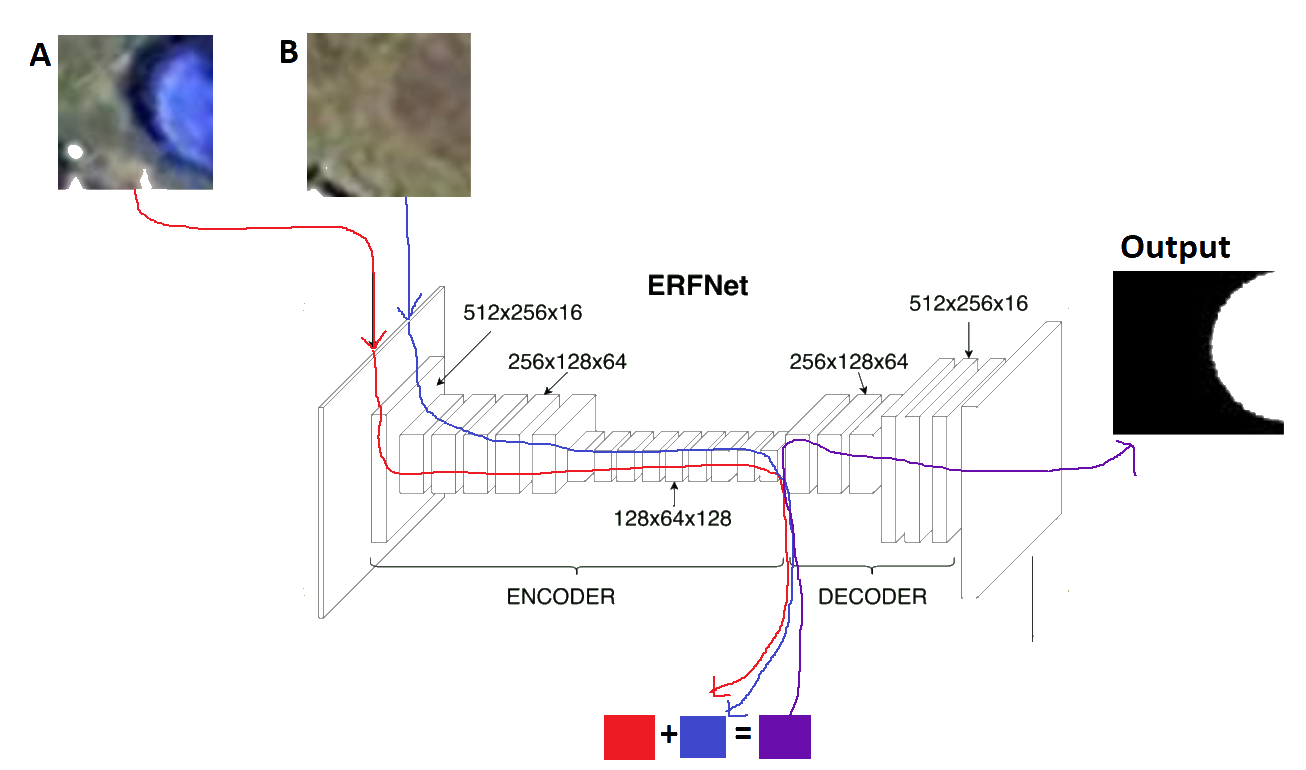 A
B
Output
ERFNet
512x256x16
512x256x16
256x128x64
256x128x64
128x64x128
ENCODER
DECODER
+
=